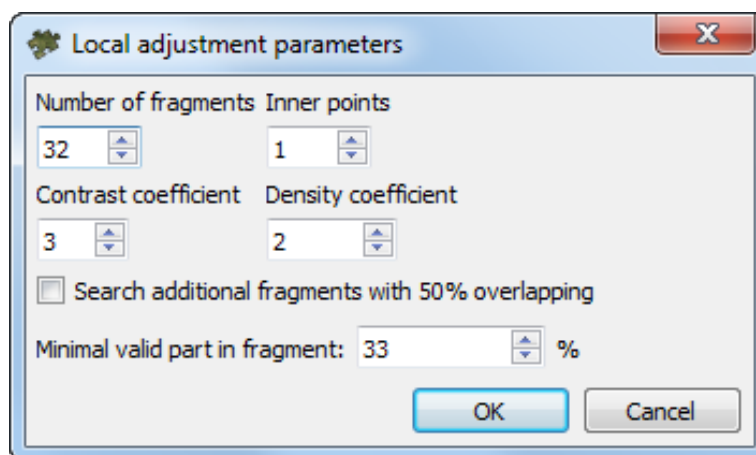 Local adjustment parameters
Number of fragments Inner points
32 1
Contrast coefficient Density coefficient
3 2
Search additional fragments with 50% overlapping
Minimal valid part in fragment: 33 %
OK Cancel